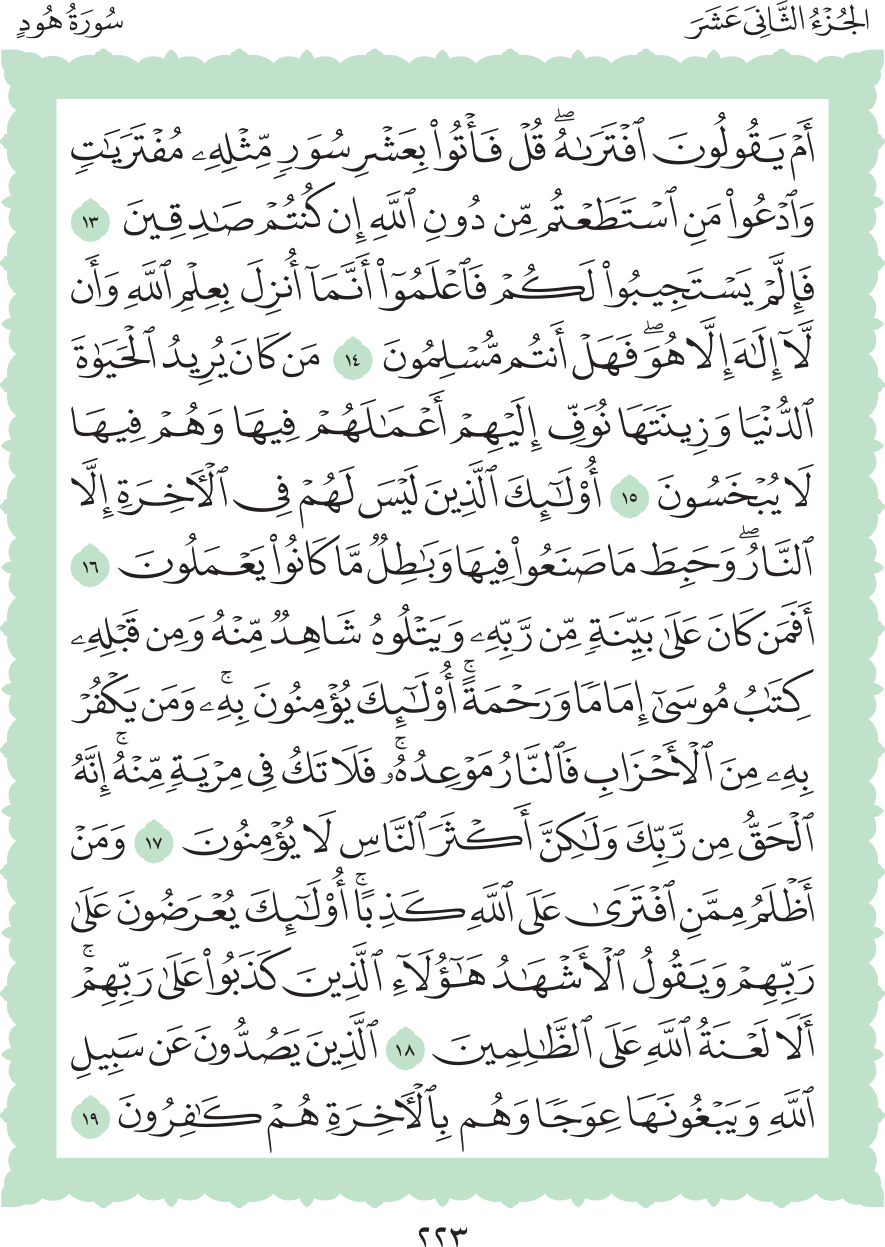 الجُزْءُ الثَّانِيَ عَشَرَ
سُورَةُ هُودٍ
أَمْ يَقُولُونَ ٱفْتَرَىٰهُۖ قُلْ فَأْتُوا۟ بِعَشْرِ سُوَرٍ مِّثْلِهِۦ مُفْتَرَيَٰتٍ
وَٱدْعُوا۟ مَنِ ٱسْتَطَعْتُم مِّن دُونِ ٱللَّهِ إِن كُنتُمْ صَٰدِقِينَ ١٣
فَإِلَّمْ يَسْتَجِيبُوا۟ لَكُمْ فَٱعْلَمُوٓا۟ أَنَّمَآ أُنزِلَ بِعِلْمِ ٱللَّهِ وَأَن
لَّآ إِلَٰهَ إِلَّا هُوَۖ فَهَلْ أَنتُم مُّسْلِمُونَ ١٤ مَن كَانَ يُرِيدُ ٱلْحَيَوٰةَ
ٱلدُّنْيَا وَزِينَتَهَا نُوَفِّ إِلَيْهِمْ أَعْمَٰلَهُمْ فِيهَا وَهُمْ فِيهَا
لَا يُبْخَسُونَ ١٥ أُو۟لَٰٓئِكَ ٱلَّذِينَ لَيْسَ لَهُمْ فِى ٱلْءَاخِرَةِ إِلَّا
ٱلنَّارُۖ وَحَبِطَ مَا صَنَعُوا۟ فِيهَا وَبَٰطِلٌ مَّا كَانُوا۟ يَعْمَلُونَ ١٦
أَفَمَن كَانَ عَلَىٰ بَيِّنَةٍ مِّن رَّبِّهِۦ وَيَتْلُوهُ شَاهِدٌ مِّنْهُ وَمِن قَبْلِهِۦ
كِتَٰبُ مُوسَىٰٓ إِمَامًا وَرَحْمَةًۚ أُو۟لَٰٓئِكَ يُؤْمِنُونَ بِهِۦۚ وَمَن يَكْفُرْ
بِهِۦ مِنَ ٱلْأَحْزَابِ فَٱلنَّارُ مَوْعِدُهُۥۚ فَلَا تَكُ فِى مِرْيَةٍ مِّنْهُۚ إِنَّهُ
ٱلْحَقُّ مِن رَّبِّكَ وَلَٰكِنَّ أَكْثَرَ ٱلنَّاسِ لَا يُؤْمِنُونَ ١٧ وَمَنْ
أَظْلَمُ مِمَّنِ ٱفْتَرَىٰ عَلَى ٱللَّهِ كَذِبًاۚ أُو۟لَٰٓئِكَ يُعْرَضُونَ عَلَىٰ
رَبِّهِمْ وَيَقُولُ ٱلْأَشْهَٰدُ هَٰٓؤُلَآءِ ٱلَّذِينَ كَذَبُوا۟ عَلَىٰ رَبِّهِمْۚ
أَلَا لَعْنَةُ ٱللَّهِ عَلَى ٱلظَّٰلِمِينَ ١٨ ٱلَّذِينَ يَصُدُّونَ عَن سَبِيلِ
ٱللَّهِ وَيَبْغُونَهَا عِوَجًا وَهُم بِٱلْءَاخِرَةِ هُمْ كَٰفِرُونَ ١٩
٢٢٣